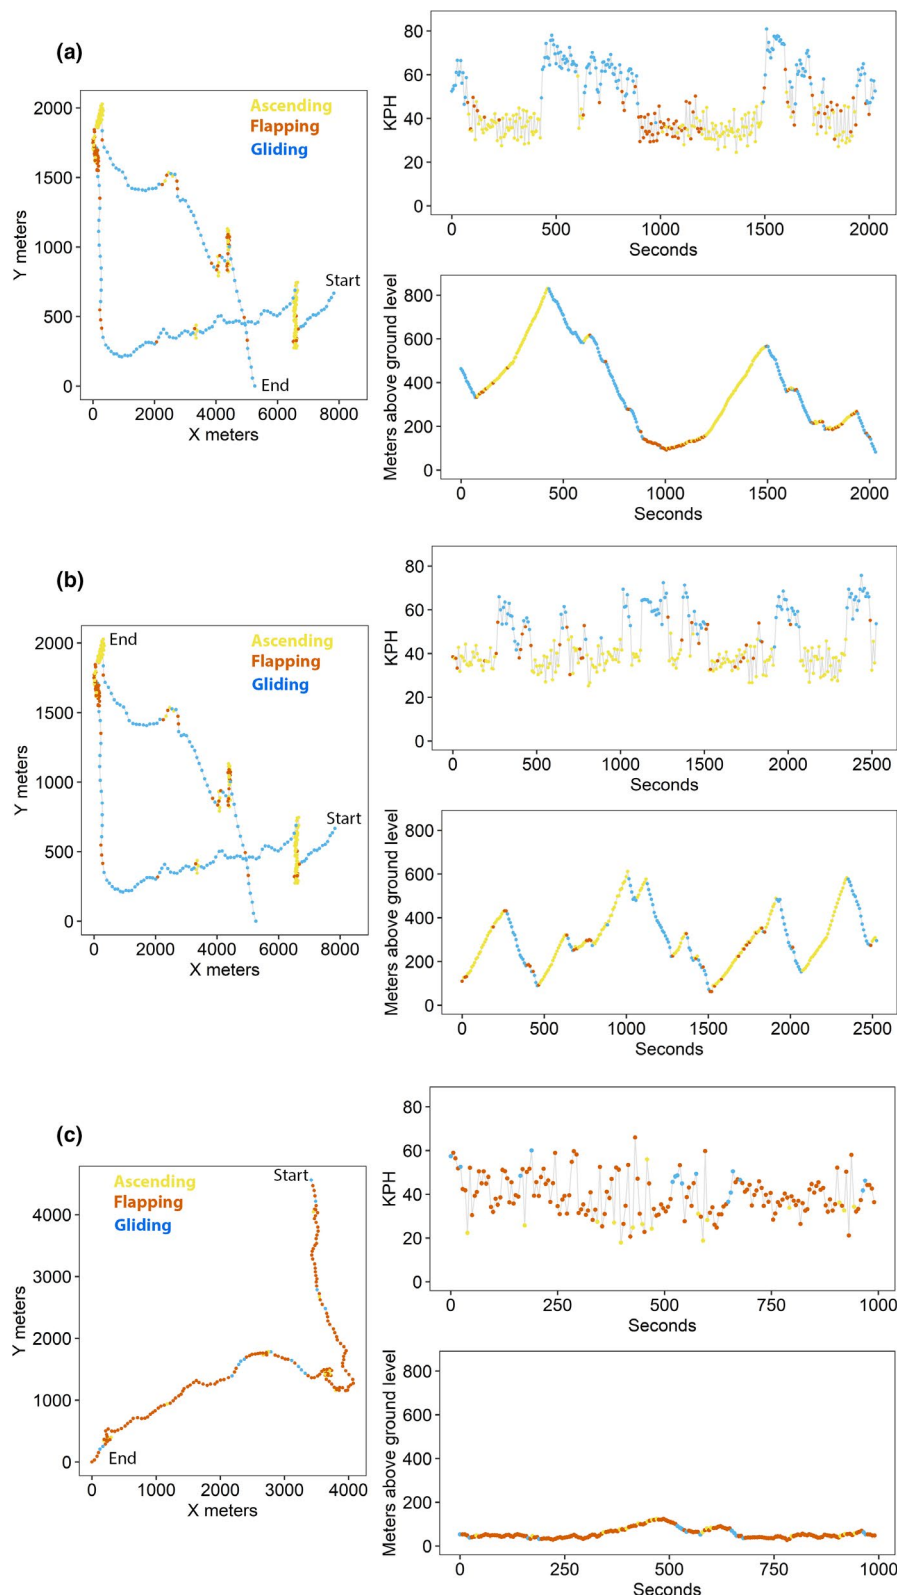 (a)
Ascending
Flapping
Gliding
2000
1500
1000
500
0
Y meters
Start
End
0 2000 4000 6000 8000
X meters
80
60
40
20
0
KPH
0 500 1000 1500 2000
Seconds
800
600
400
200
0
Meters above ground level
0 500 1000 1500 2000
Seconds
(b)
End
Ascending
Flapping
Gliding
2000
1500
1000
500
0
Y meters
Start
0 2000 4000 6000 8000
X meters
80
60
40
20
0
KPH
0 500 1000 1500 2000 2500
Seconds
800
600
400
200
0
Meters above ground level
0 500 1000 1500 2000 2500
Seconds
(c)
Start
Ascending
Flapping
Gliding
4000
3000
2000
1000
0
Y meters
End
0 1000 2000 3000 4000
X meters
80
60
40
20
0
KPH
0 250 500 750 1000
Seconds
800
600
400
200
0
Meters above ground level
0 250 500 750 1000
Seconds